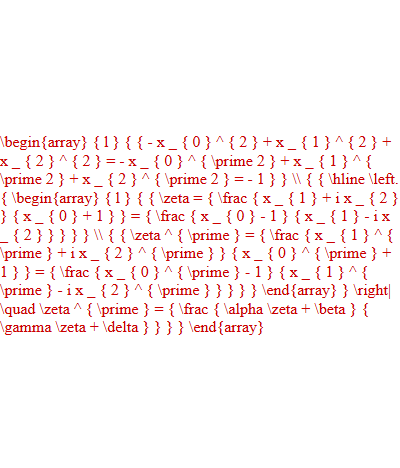 \begin{array} { 1 } { { - x _ { 0 } ^ { 2 } + x _ { 1 } ^ { 2 } +
x _ { 2 } ^ { 2 } = - x _ { 0 } ^ { \prime 2 } + x _ { 1 } ^ {
\prime 2 } + x _ { 2 } ^ { \prime 2 } = - 1 } } \\ { { \hline \left.
{ \begin{array} { 1 } { { \zeta = { \frac { x _ { 1 } + i x _ { 2 }
} { x _ { 0 } + 1 } } = { \frac { x _ { 0 } - 1 } { x _ { 1 } - i x
_ { 2 } } } } } \\ { { \zeta ^ { \prime } = { \frac { x _ { 1 } ^ {
\prime } + i x _ { 2 } ^ { \prime } } { x _ { 0 } ^ { \prime } +
1 } } = { \frac { x _ { 0 } ^ { \prime } - 1 } { x _ { 1 } ^ {
\prime } - i x _ { 2 } ^ { \prime } } } } } \end{array} } \right|
\quad \zeta ^ { \prime } = { \frac { \alpha \zeta + \beta } {
\gamma \zeta + \delta } } } } \end{array}